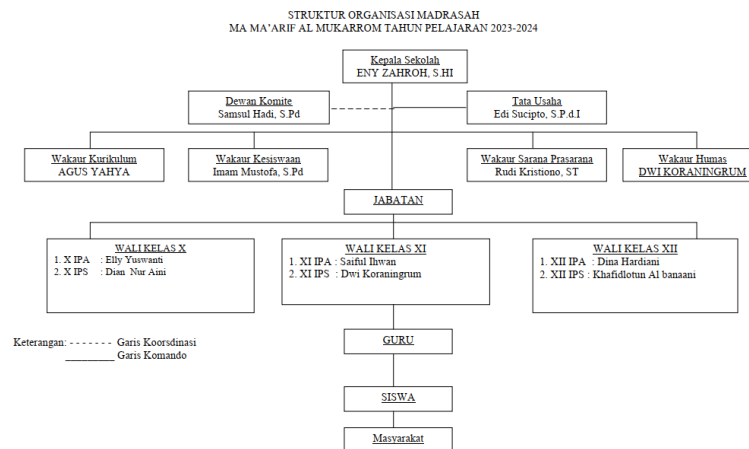 STRUKTUR ORGANISASI MADRASAH
MA MA'ARIF AL MUKARROM TAHUN PELAJARAN 2023-2024
Kepala Sekolah
ENY ZAHROH, S.HI
Dewan Komite
Samsul Hadi, S.Pd
Tata Usaha
Edi Sucipto, S.P.d.I
Wakaur Kurikulum
AGUS YAHYA
Wakaur Kesiswaan
Imam Mustofa, S.Pd
Wakaur Sarana Prasarana
Rudi Kristiono, ST
Wakaur Humas
DWI KORANINGRUM
JABATAN
WALI KELAS X
1. X IPA : Elly Yuswanti
2. X IPS : Dian Nur Aini
WALI KELAS XI
1. XI IPA : Saiful Ihwan
2. XI IPS : Dwi Koraningrum
WALI KELAS XII
1. XII IPA : Dina Hardiani
2. XII IPS : Khafidlotun Al banaani
Keterangan: - - - - - - - Garis Koorsdinasi
_________ Garis Komando
GURU
SISWA
Masyarakat